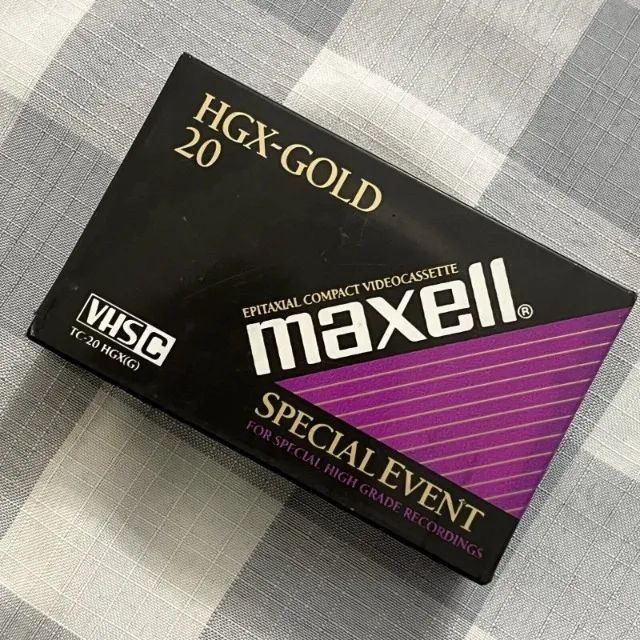 HGX-GOLD
20
EPITAXIAL COMPACT VIDEOCASSETTE
maxell®
VHS C
TC-20 HGX(G)
SPECIAL EVENT
FOR SPECIAL HIGH GRADE RECORDINGS